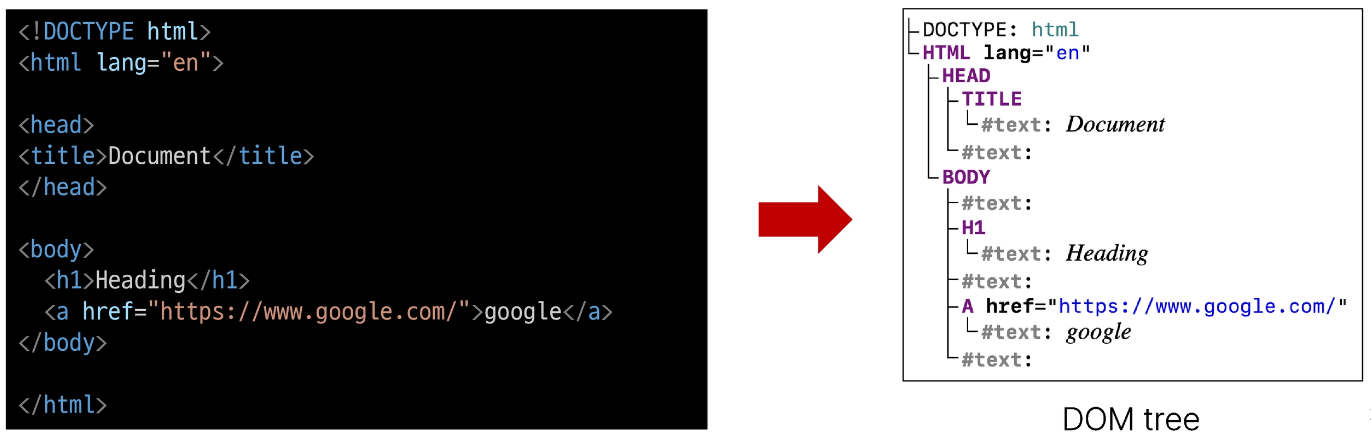 <!DOCTYPE html>
<html lang="en">
<head>
<title>Document</title>
</head>
<body>
<h1>Heading</h1>
<a href="https://www.google.com/">google</a>
</body>
</html>
DOCTYPE: html
HTML lang="en"
HEAD
TITLE
#text: Document
#text:
BODY
#text:
H1
#text: Heading
#text:
A href="https://www.google.com/"
#text: google
#text:
DOM tree